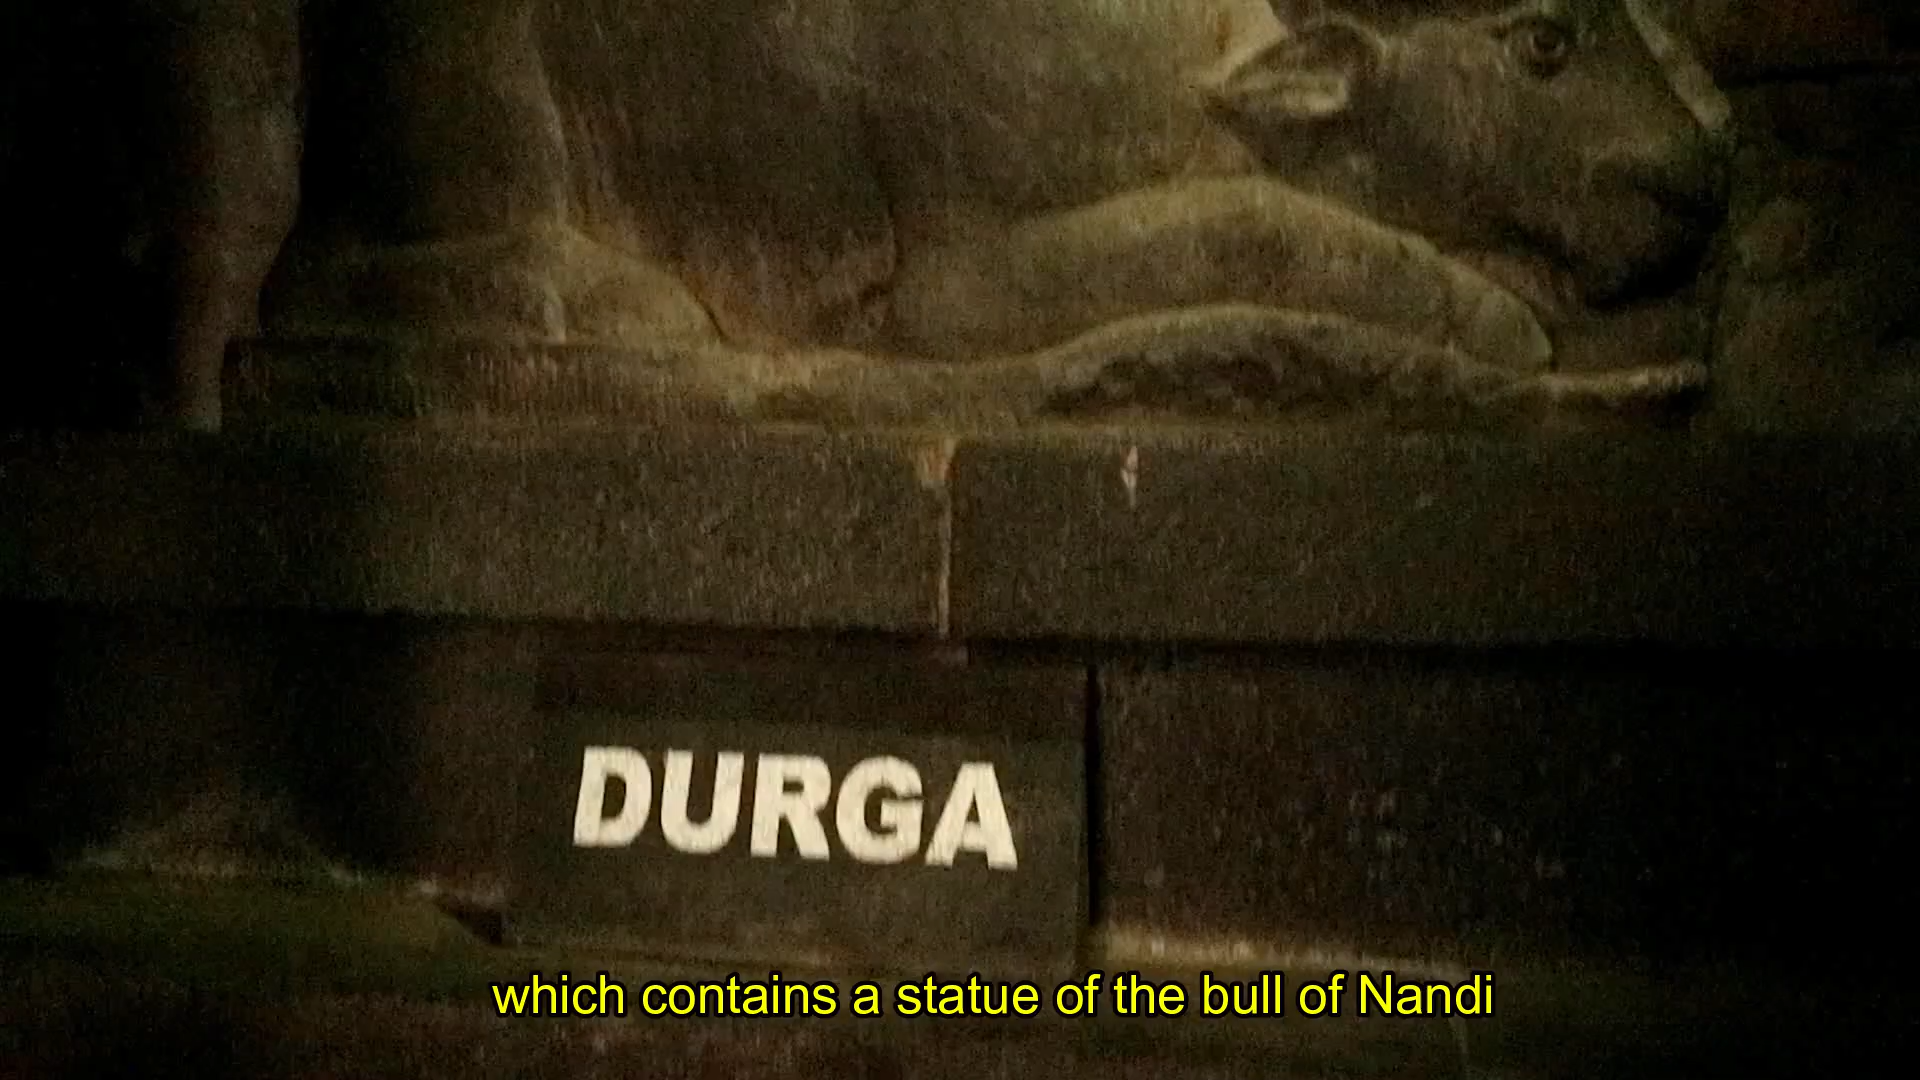 DURGA
which contains a statue of the bull of Nandi